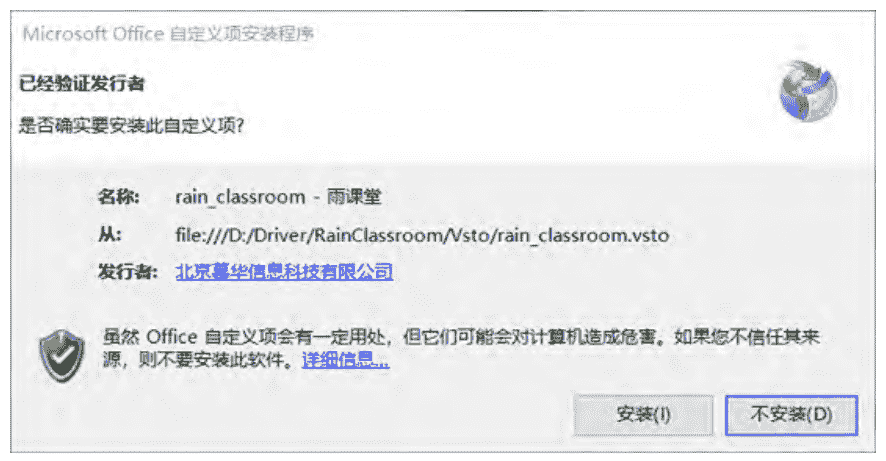 Microsoft Office 自定义项安装程序
已经验证发行者
是否确实要安装此自定义项?
名称: rain_classroom - 雨课堂
从: file:///D:/Driver/RainClassroom/Vsto/rain_classroom.vsto
发行者: 北京慕华信息科技有限公司
虽然 Office 自定义项会有一定用处，但它们可能会对计算机造成危害。如果您不信任其来
源，则不要安装此软件。详细信息...
安装(I) 不安装(D)